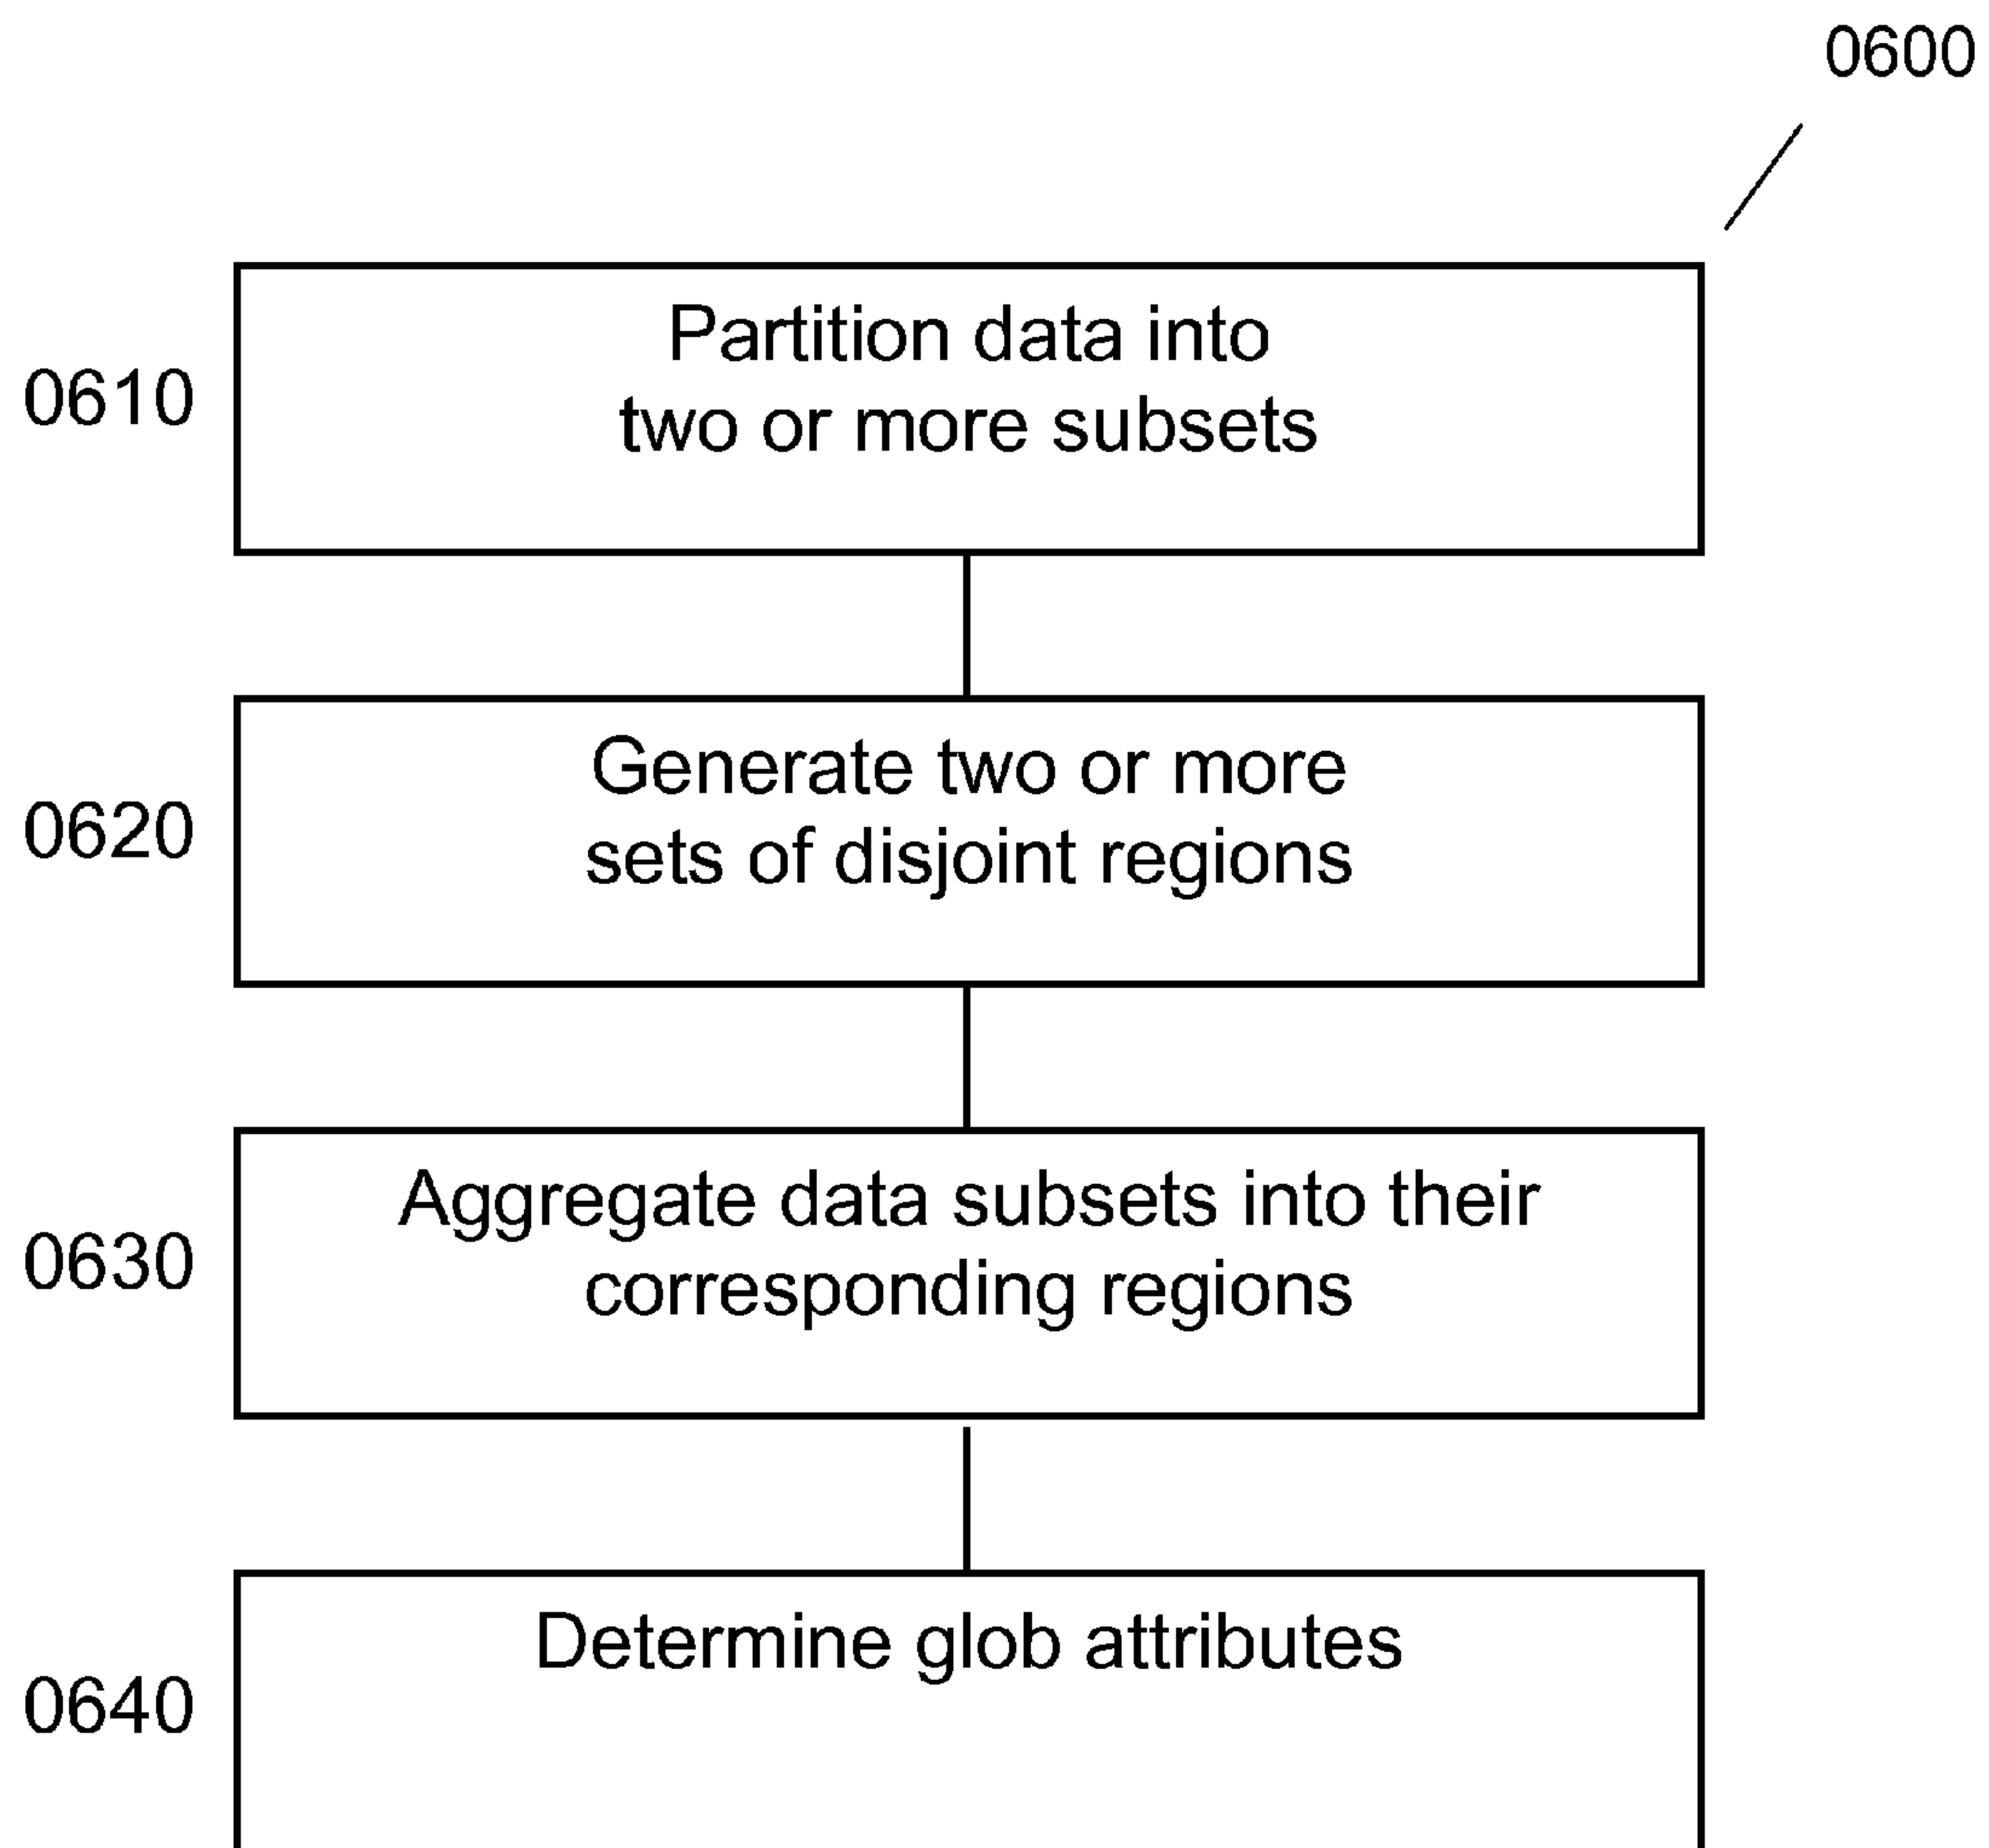 0600
0610
Partition data into
two or more subsets
0620
Generate two or more
sets of disjoint regions
0630
Aggregate data subsets into their
corresponding regions
0640
Determine glob attributes